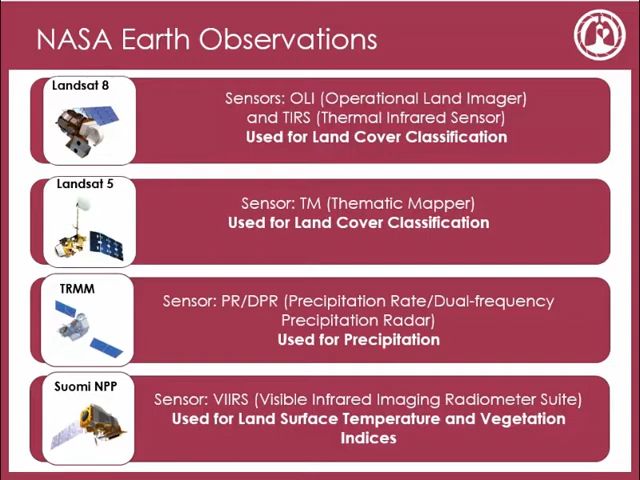 NASA Earth Observations
Landsat 8
Sensors: OLI (Operational Land Imager)
and TIRS (Thermal Infrared Sensor)
Used for Land Cover Classification
Landsat 5
Sensor: TM (Thematic Mapper)
Used for Land Cover Classification
TRMM
Sensor: PR/DPR (Precipitation Rate/Dual-frequency
Precipitation Radar)
Used for Precipitation
Suomi NPP
Sensor: VIIRS (Visible Infrared Imaging Radiometer Suite)
Used for Land Surface Temperature and Vegetation
Indices